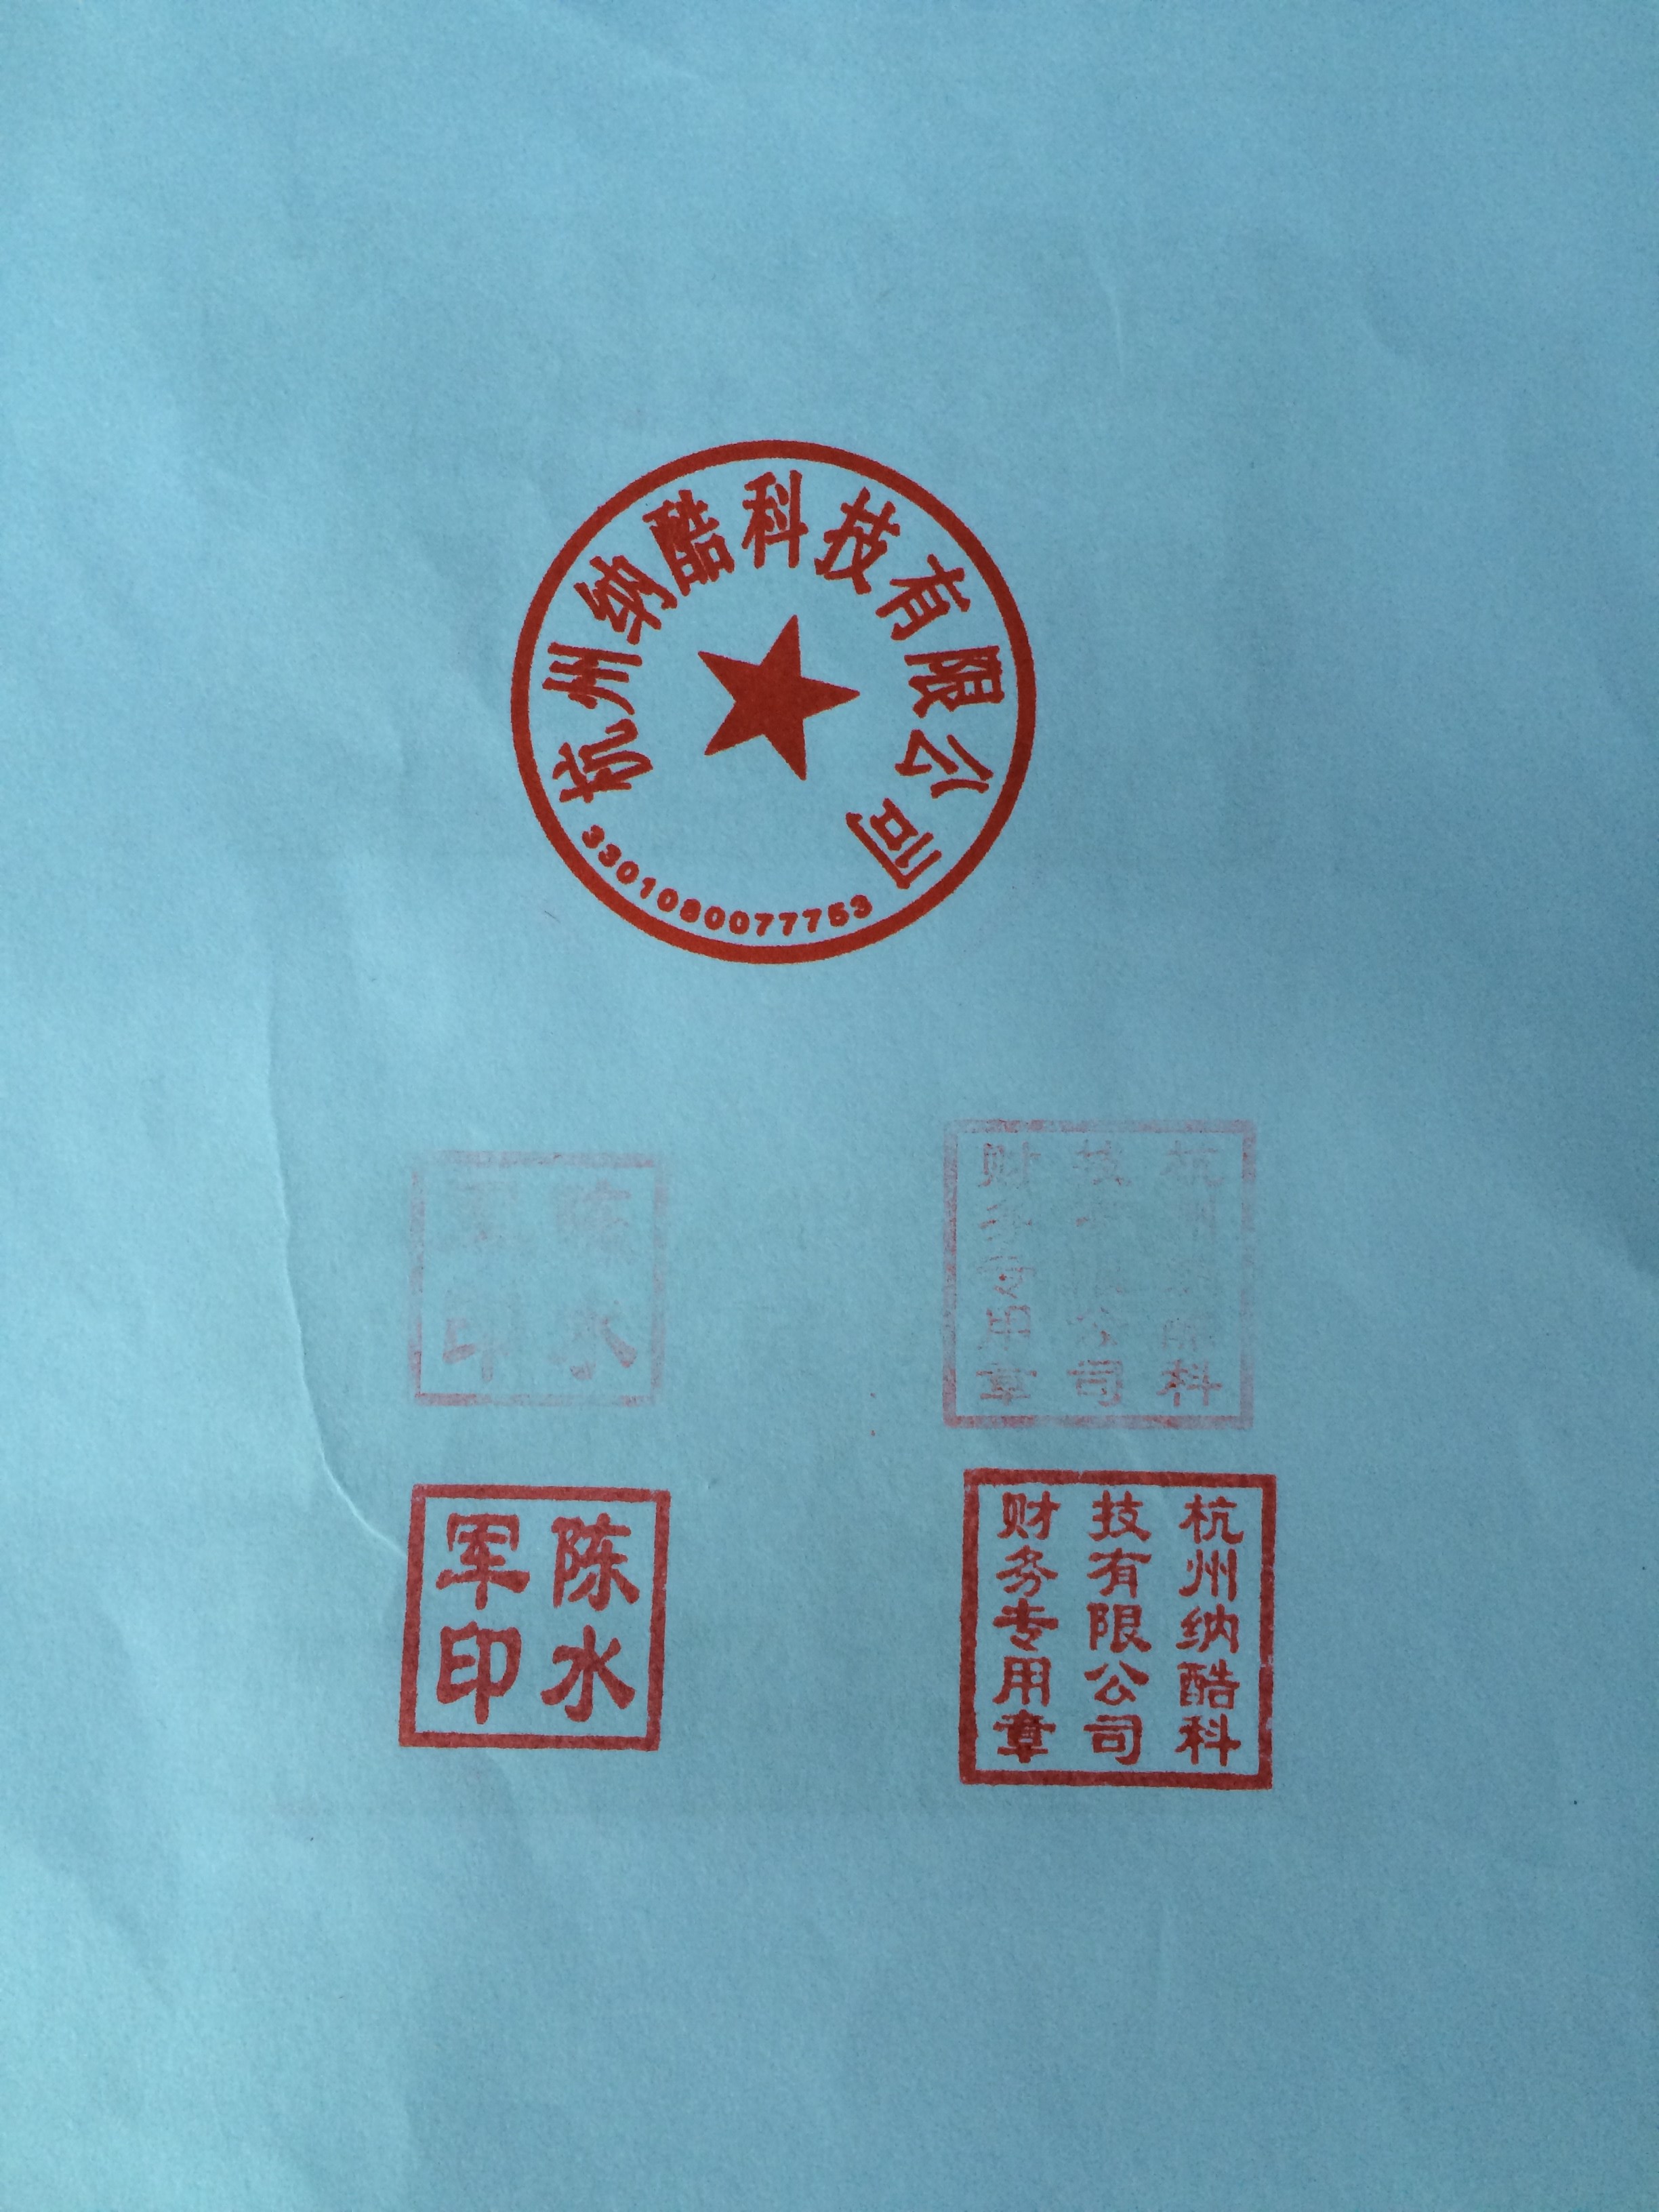 杭州纳酷科技有限公司
3301080077753
陈水
军印
杭州纳酷科
技有限公司
财务专用章
陈水
军印
杭州纳酷科
技有限公司
财务专用章